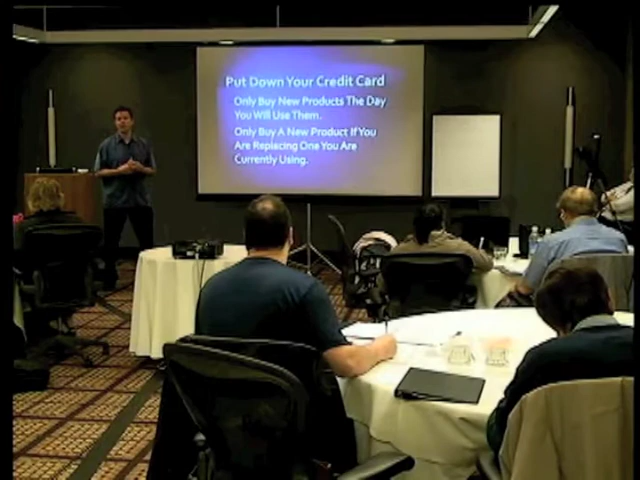 Put Down Your Credit Card
Only Buy New Products The Day
You Will Use Them.
Only Buy A New Product If You
Are Replacing One You Are
Currently Using.